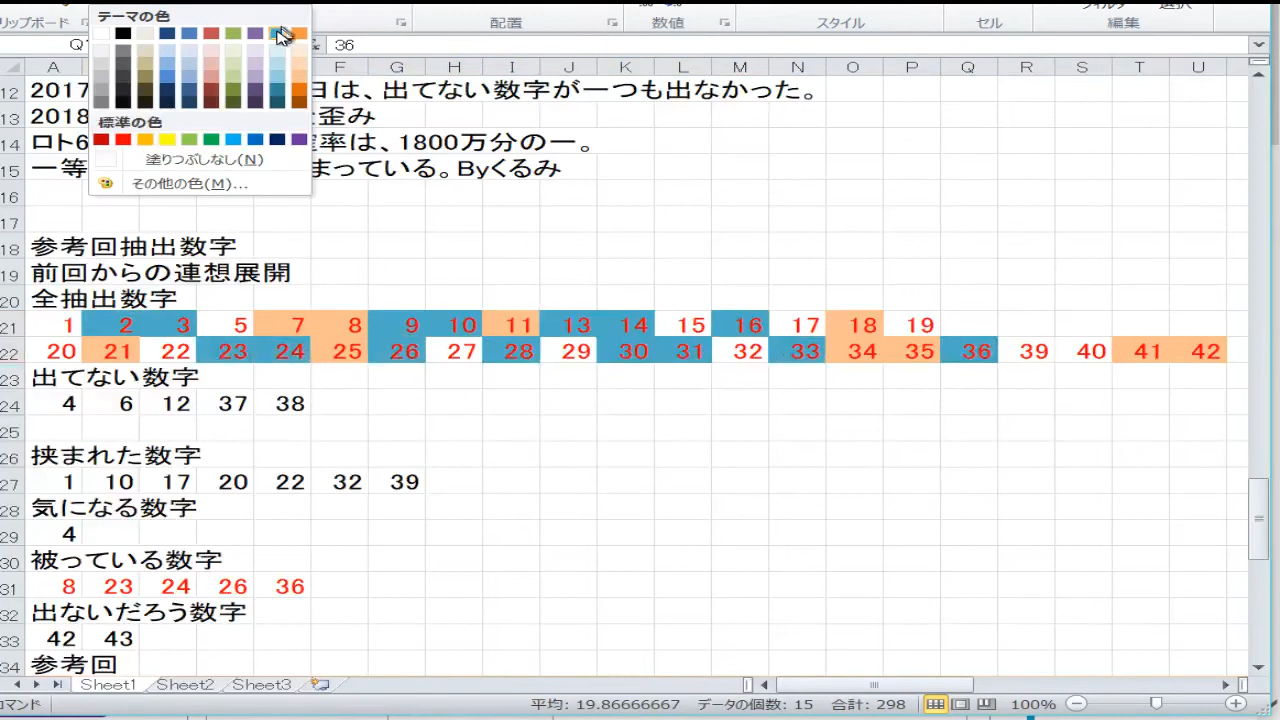 テーマの色
標準の色
塗りつぶしなし(N)
その他の色(M)...
リップボード
配置
数値
スタイル
セル
編集
36
A F G H I J K L M N O P Q R S T U
12 2017 日は、出てない数字が一つも出なかった。
13 2018 歪み
14 ロト6 率は、1800万分の一。
15 一等 まっている。Byくるみ
16
17
18 参考回抽出数字
19 前回からの連想展開
20 全抽出数字
21 1 2 3 5 7 8 9 10 11 13 14 15 16 17 18 19
22 20 21 22 23 24 25 26 27 28 29 30 31 32 33 34 35 36 39 40 41 42
23 出てない数字
24 4 6 12 37 38
25
26 挟まれた数字
27 1 10 17 20 22 32 39
28 気になる数字
29 4
30 被っている数字
31 8 23 24 26 36
32 出ないだろう数字
33 42 43
34 参考回
Sheet1 Sheet2 Sheet3
コマンド 平均: 19.86666667 データの個数: 15 合計: 298 100%